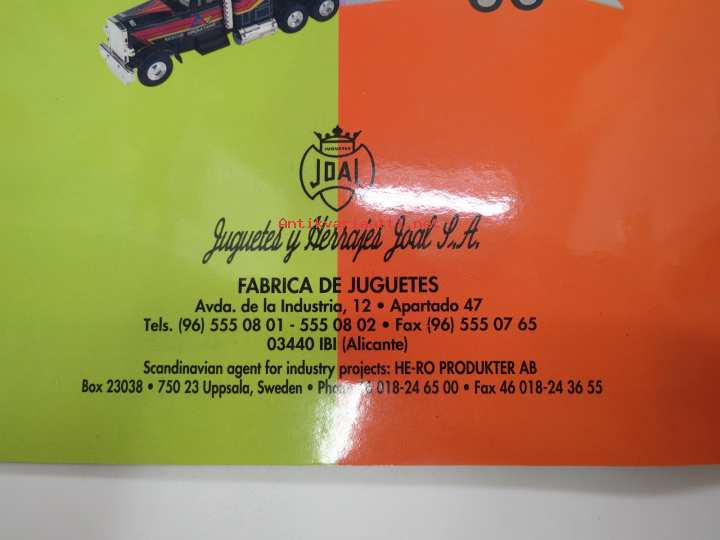 JUGUETES
JOAL
Juguetes y Herrajes Joal S.A.
FABRICA DE JUGUETES
Avda. de la Industria, 12 • Apartado 47
Tels. (96) 555 08 01 - 555 08 02 • Fax (96) 555 07 65
03440 IBI (Alicante)
Scandinavian agent for industry projects: HE-RO PRODUKTER AB
Box 23038 • 750 23 Uppsala, Sweden • Phone 46 018-24 65 00 • Fax 46 018-24 36 55